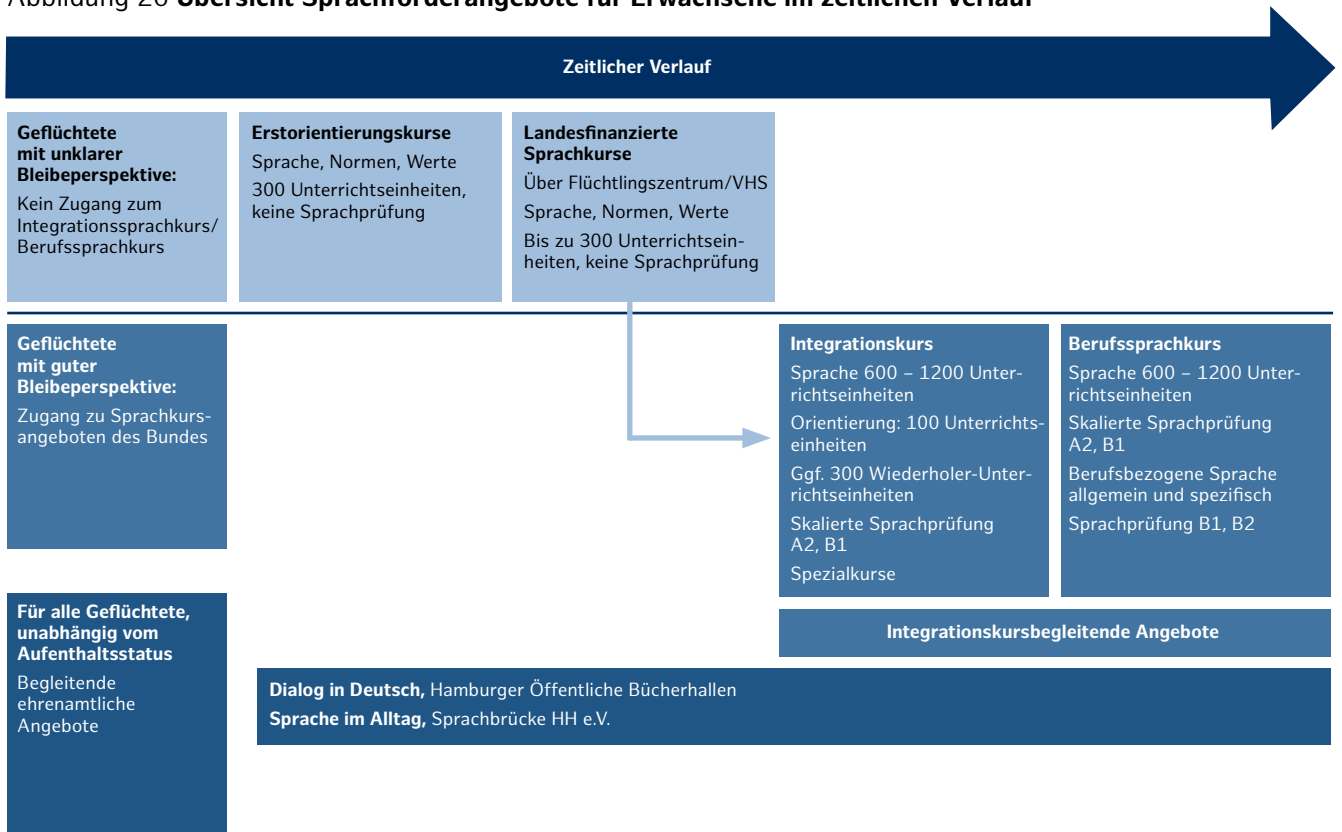 Abbildung 26 Übersicht Sprachförderangebote für Erwachsene im zeitlichen Verlauf
Zeitlicher Verlauf
Geflüchtete
mit unklarer
Bleibeperspektive:
Kein Zugang zum
Integrationssprachkurs/
Berufssprachkurs
Erstorientierungskurse
Sprache, Normen, Werte
300 Unterrichtseinheiten,
keine Sprachprüfung
Landesfinanzierte
Sprachkurse
Über Flüchtlingszentrum/VHS
Sprache, Normen, Werte
Bis zu 300 Unterrichtsein-
heiten, keine Sprachprüfung
Geflüchtete
mit guter
Bleibeperspektive:
Zugang zu Sprachkurs-
angeboten des Bundes
Integrationskurs
Sprache 600 – 1200 Unter-
richtseinheiten
Orientierung: 100 Unterrichts-
einheiten
Ggf. 300 Wiederholer-Unter-
richtseinheiten
Skalierte Sprachprüfung
A2, B1
Spezialkurse
Berufssprachkurs
Sprache 600 – 1200 Unter-
richtseinheiten
Skalierte Sprachprüfung
A2, B1
Berufsbezogene Sprache
allgemein und spezifisch
Sprachprüfung B1, B2
Integrationskursbegleitende Angebote
Für alle Geflüchtete,
unabhängig vom
Aufenthaltsstatus
Begleitende
ehrenamtliche
Angebote
Dialog in Deutsch, Hamburger Öffentliche Bücherhallen
Sprache im Alltag, Sprachbrücke HH e.V.